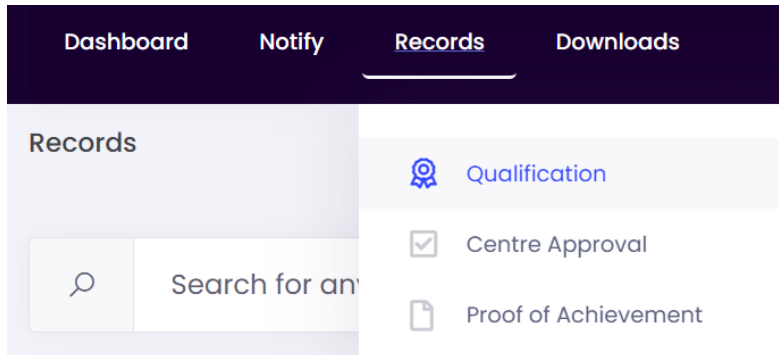 Dashboard Notify Records Downloads
Records
Qualification
Centre Approval
Search for an
Proof of Achievement